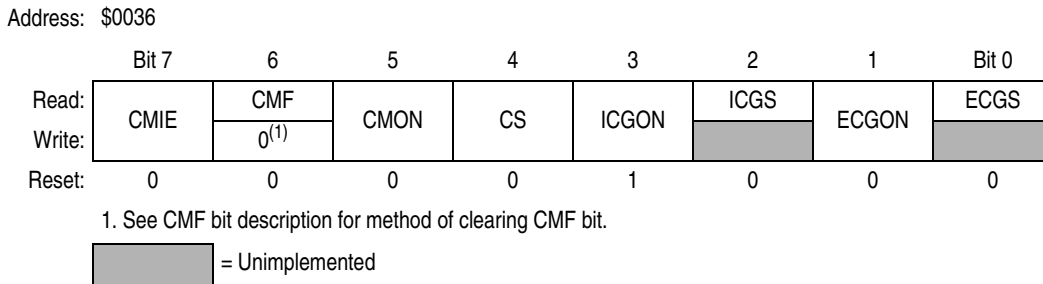 Address: $0036
Bit 7 6 5 4 3 2 1 Bit 0
Read: CMIE CMF CMON CS ICGON ICGS ECGON ECGS
Write: 0(1)
Reset: 0 0 0 0 1 0 0 0
1. See CMF bit description for method of clearing CMF bit.
= Unimplemented